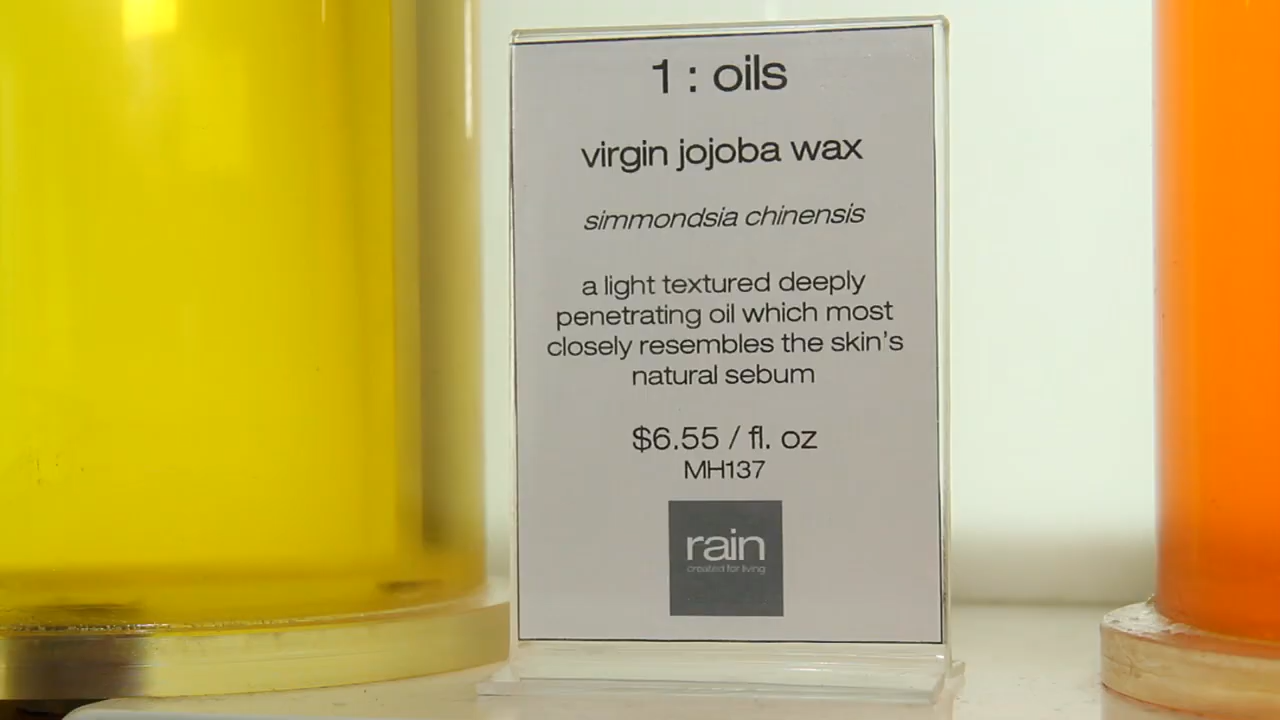 1 : oils
virgin jojoba wax
simmondsia chinensis
a light textured deeply
penetrating oil which most
closely resembles the skin's
natural sebum
$6.55 / fl. oz
MH137
rain
created for living